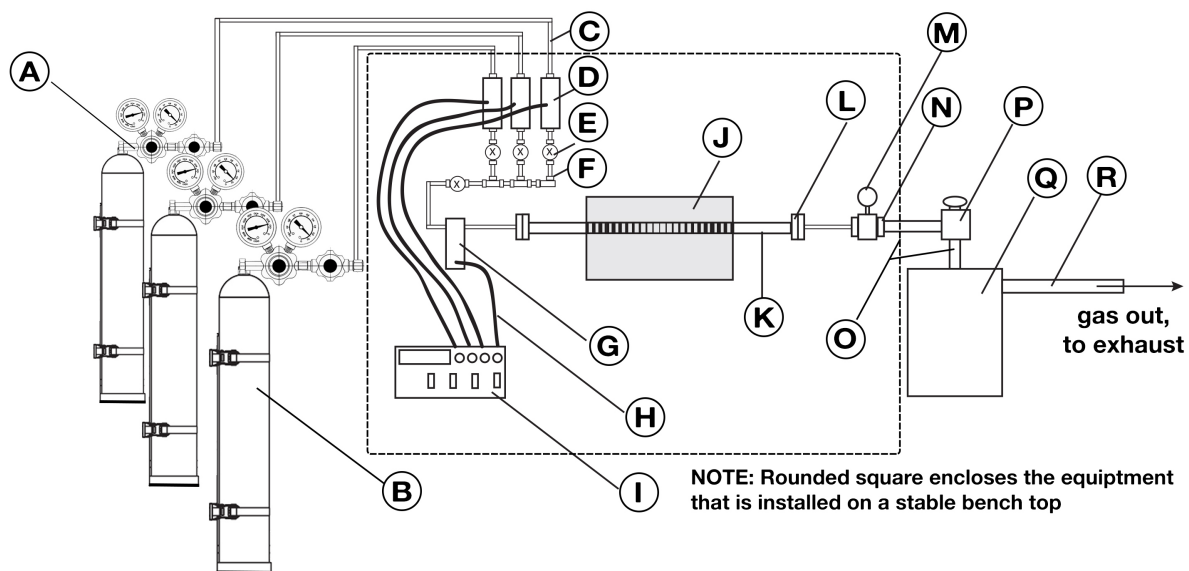 A
B
C
D
E
F
G
H
I
J
K
L
M
N
O
P
Q
R
X
X
X
X
gas out,
to exhaust
NOTE: Rounded square encloses the equiptment
that is installed on a stable bench top